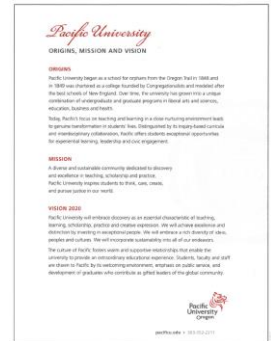 Pacific University
ORIGINS, MISSION AND VISION
ORIGINS
Pacific University began as a school for orphans from the Oregon Trail in 1848 and
in 1849 was chartered as a college founded by Congregationalists and modeled after
the best schools of New England. Over time, the university has grown into a unique
combination of undergraduate and graduate programs in liberal arts and sciences,
education, business and health.
Today, Pacific's focus on teaching and learning in a close nurturing environment leads
to genuine transformation in students' lives. Distinguished by its inquiry-based curricula
and interdisciplinary collaboration, Pacific offers students exceptional opportunities
for experiential learning, leadership and civic engagement.
MISSION
A diverse and sustainable community dedicated to discovery
and excellence in teaching, scholarship and practice,
Pacific University inspires students to think, care, create,
and pursue justice in our world.
VISION 2020
Pacific University will embrace discovery as an essential characteristic of teaching,
learning, scholarship, practice and creative expression. We will achieve excellence and
distinction by investing in exceptional people. We will embrace a rich diversity of ideas,
peoples and cultures. We will incorporate sustainability into all of our endeavors.
The culture of Pacific fosters warm and supportive relationships that enable the
university to provide an extraordinary educational experience. Students, faculty and staff
are drawn to Pacific by its welcoming environment, emphasis on public service, and
development of graduates who contribute as gifted leaders of the global community.
Pacific
University
Oregon
pacificu.edu